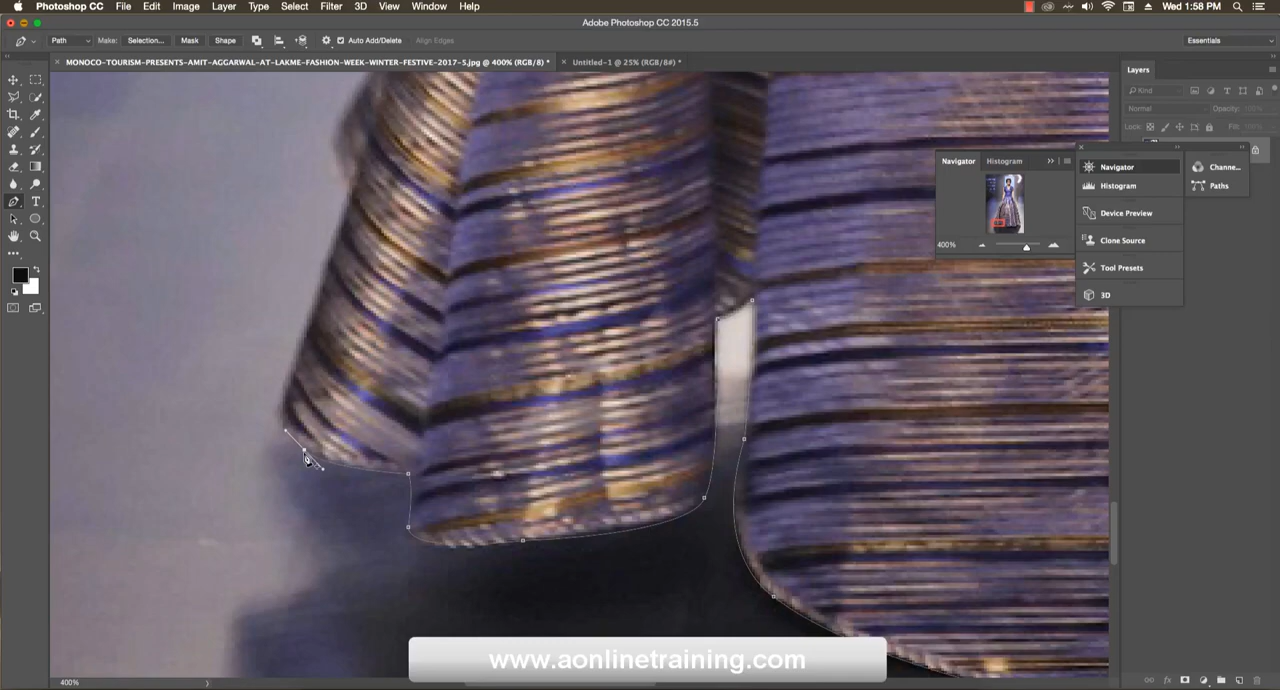 Photoshop CC File Edit Image Layer Type Select Filter 3D View Window Help Wed 1:58 PM
Adobe Photoshop CC 2015.5
Path Make: Selection... Mask Shape Auto Add/Delete Align Edges Essentials
MONOCO-TOURISM-PRESENTS-AMIT-AGGARWAL-AT-LAKME-FASHION-WEEK-WINTER-FESTIVE-2017-5.jpg @ 400% (RGB/8) * Untitled-1 @ 25% (RGB/8#) *
Layers
Kind
Normal Opacity: 100%
Lock: Fill: 100%
Navigator Histogram
400%
Navigator
Histogram
Device Preview
Clone Source
Tool Presets
3D
Channe...
Paths
www.aonlinetraining.com
400%